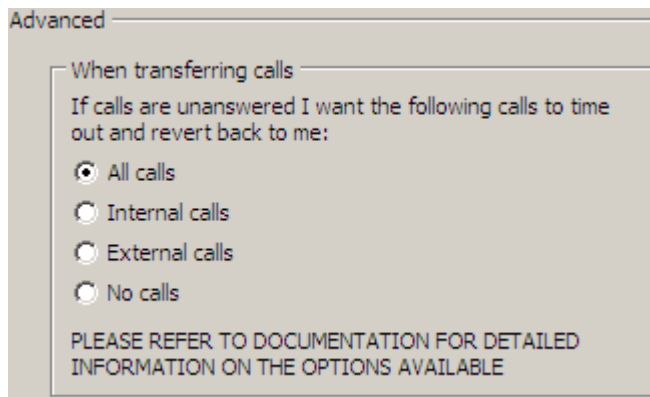 Advanced
When transferring calls
If calls are unanswered I want the following calls to time
out and revert back to me:
All calls
Internal calls
External calls
No calls
PLEASE REFER TO DOCUMENTATION FOR DETAILED
INFORMATION ON THE OPTIONS AVAILABLE